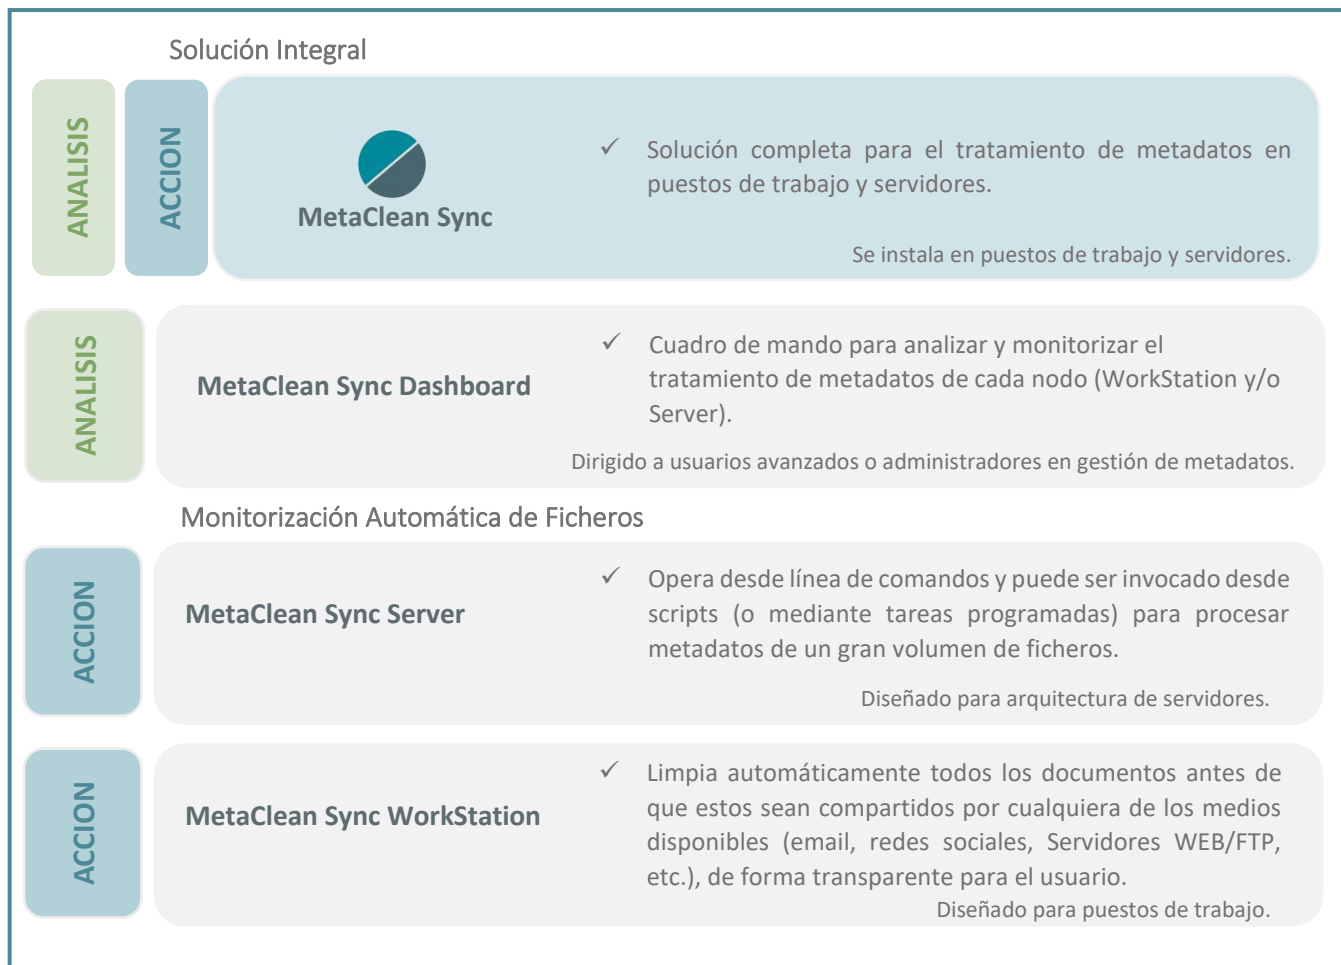 Solución Integral
ANALISIS
ACCION
MetaClean Sync
✓ Solución completa para el tratamiento de metadatos en
puestos de trabajo y servidores.
Se instala en puestos de trabajo y servidores.
ANALISIS
MetaClean Sync Dashboard
✓ Cuadro de mando para analizar y monitorizar el
tratamiento de metadatos de cada nodo (WorkStation y/o
Server).
Dirigido a usuarios avanzados o administradores en gestión de metadatos.
Monitorización Automática de Ficheros
ACCION
MetaClean Sync Server
✓ Opera desde línea de comandos y puede ser invocado desde
scripts (o mediante tareas programadas) para procesar
metadatos de un gran volumen de ficheros.
Diseñado para arquitectura de servidores.
ACCION
MetaClean Sync WorkStation
✓ Limpia automáticamente todos los documentos antes de
que estos sean compartidos por cualquiera de los medios
disponibles (email, redes sociales, Servidores WEB/FTP,
etc.), de forma transparente para el usuario.
Diseñado para puestos de trabajo.